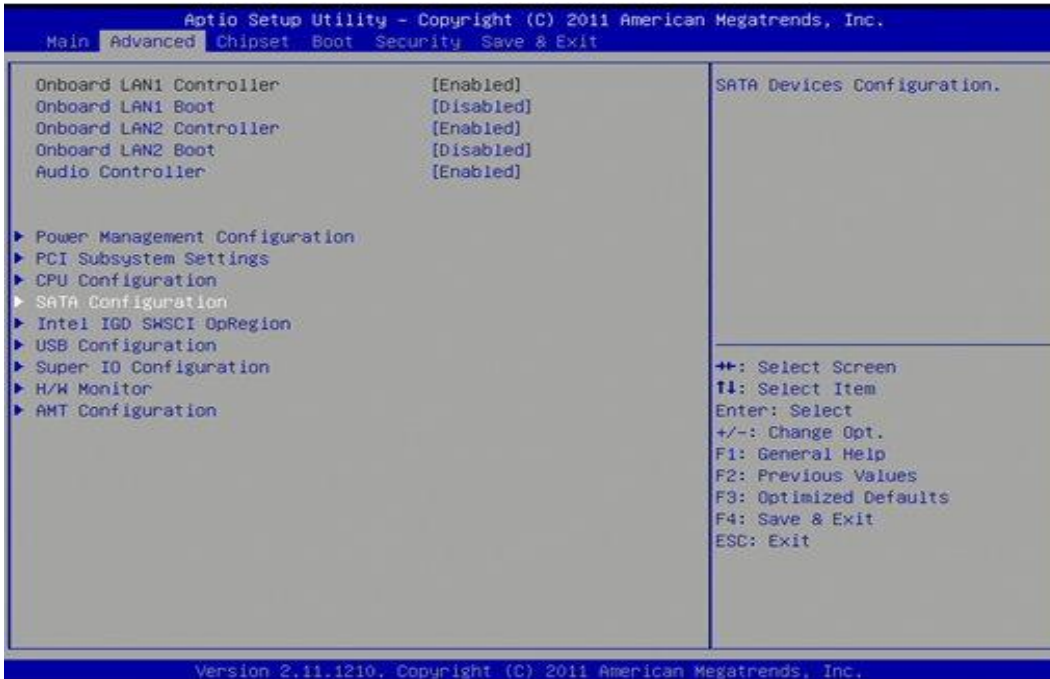 Aptio Setup Utility - Copyright (C) 2011 American Megatrends, Inc.
Main Advanced Chipset Boot Security Save & Exit
Onboard LAN1 Controller [Enabled]
Onboard LAN1 Boot [Disabled]
Onboard LAN2 Controller [Enabled]
Onboard LAN2 Boot [Disabled]
Audio Controller [Enabled]
▶ Power Management Configuration
▶ PCI Subsystem Settings
▶ CPU Configuration
▶ SATA Configuration
▶ Intel IGD SWSCI OpRegion
▶ USB Configuration
▶ Super IO Configuration
▶ H/W Monitor
▶ AMT Configuration
SATA Devices Configuration.
→←: Select Screen
↑↓: Select Item
Enter: Select
+/-: Change Opt.
F1: General Help
F2: Previous Values
F3: Optimized Defaults
F4: Save & Exit
ESC: Exit
Version 2.11.1210. Copyright (C) 2011 American Megatrends, Inc.